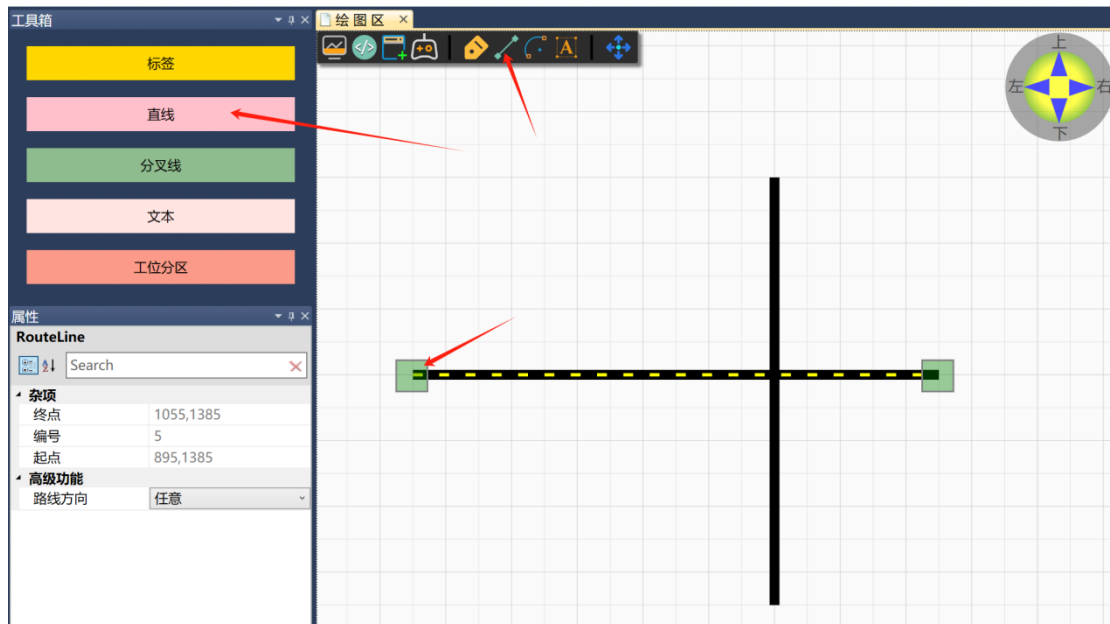 工具箱
标签
直线
分叉线
文本
工位分区
属性
RouteLine
Search
杂项
终点 1055,1385
编号 5
起点 895,1385
高级功能
路线方向 任意
绘图区
A
上
左 右
下